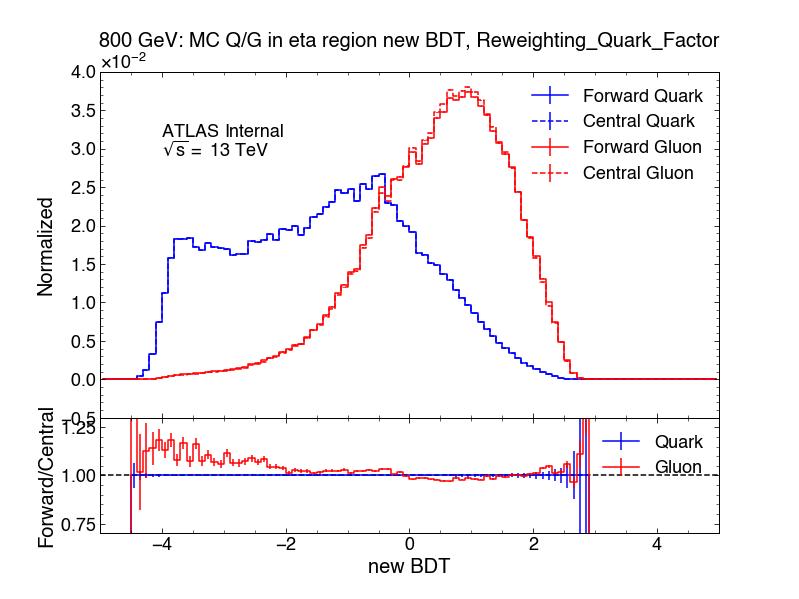 800 GeV: MC Q/G in eta region new BDT, Reweighting_Quark_Factor
×10⁻²
4.0
3.5
3.0
2.5
2.0
1.5
1.0
0.5
0.0
−0.5
Normalized
ATLAS Internal
√s = 13 TeV
Forward Quark
Central Quark
Forward Gluon
Central Gluon
1.25
1.00
0.75
Forward/Central
Quark
Gluon
−4 −2 0 2 4
new BDT